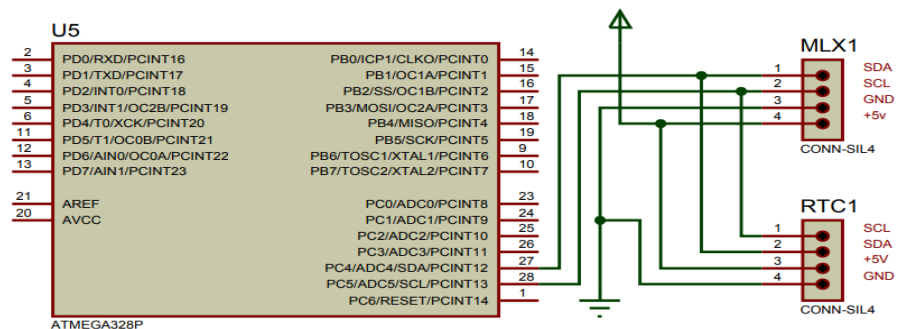 U5
2 PD0/RXD/PCINT16 PB0/ICP1/CLKO/PCINT0 14
3 PD1/TXD/PCINT17 PB1/OC1A/PCINT1 15
4 PD2/INT0/PCINT18 PB2/SS/OC1B/PCINT2 16
5 PD3/INT1/OC2B/PCINT19 PB3/MOSI/OC2A/PCINT3 17
6 PD4/T0/XCK/PCINT20 PB4/MISO/PCINT4 18
11 PD5/T1/OC0B/PCINT21 PB5/SCK/PCINT5 19
12 PD6/AIN0/OC0A/PCINT22 PB6/TOSC1/XTAL1/PCINT6 9
13 PD7/AIN1/PCINT23 PB7/TOSC2/XTAL2/PCINT7 10
21 AREF PC0/ADC0/PCINT8 23
20 AVCC PC1/ADC1/PCINT9 24
PC2/ADC2/PCINT10 25
PC3/ADC3/PCINT11 26
PC4/ADC4/SDA/PCINT12 27
PC5/ADC5/SCL/PCINT13 28
PC6/RESET/PCINT14 1
ATMEGA328P
MLX1
1 SDA
2 SCL
3 GND
4 +5v
CONN-SIL4
RTC1
1 SCL
2 SDA
3 +5V
4 GND
CONN-SIL4